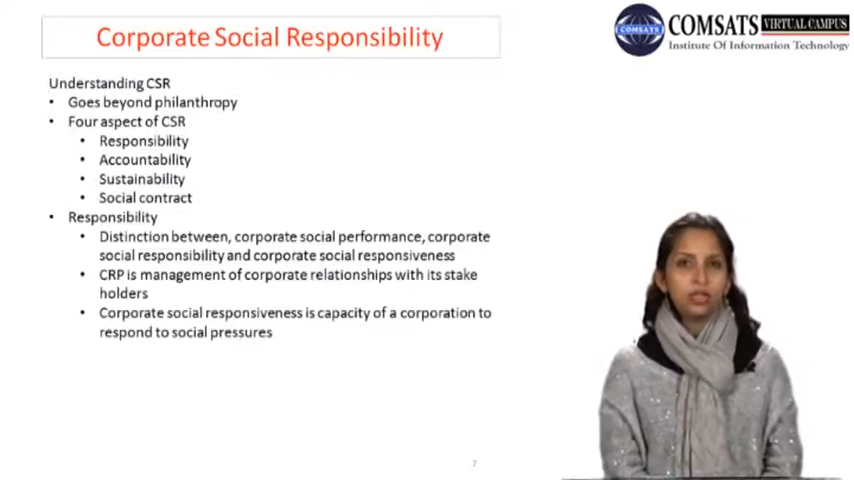 Corporate Social Responsibility
COMSATS
COMSATS VIRTUAL CAMPUS
Institute Of Information Technology
Understanding CSR
• Goes beyond philanthropy
• Four aspect of CSR
• Responsibility
• Accountability
• Sustainability
• Social contract
• Responsibility
• Distinction between, corporate social performance, corporate
social responsibility and corporate social responsiveness
• CRP is management of corporate relationships with its stake
holders
• Corporate social responsiveness is capacity of a corporation to
respond to social pressures
7